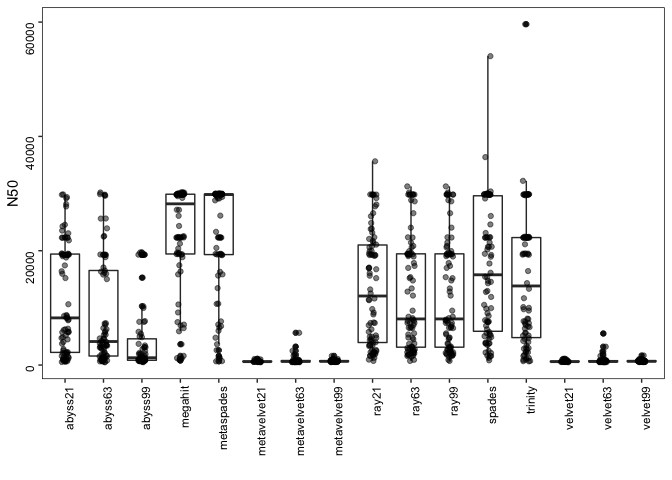 60000
40000
20000
0
N50
abyss21
abyss63
abyss99
megahit
metaspades
metavelvet21
metavelvet63
metavelvet99
ray21
ray63
ray99
spades
trinity
velvet21
velvet63
velvet99